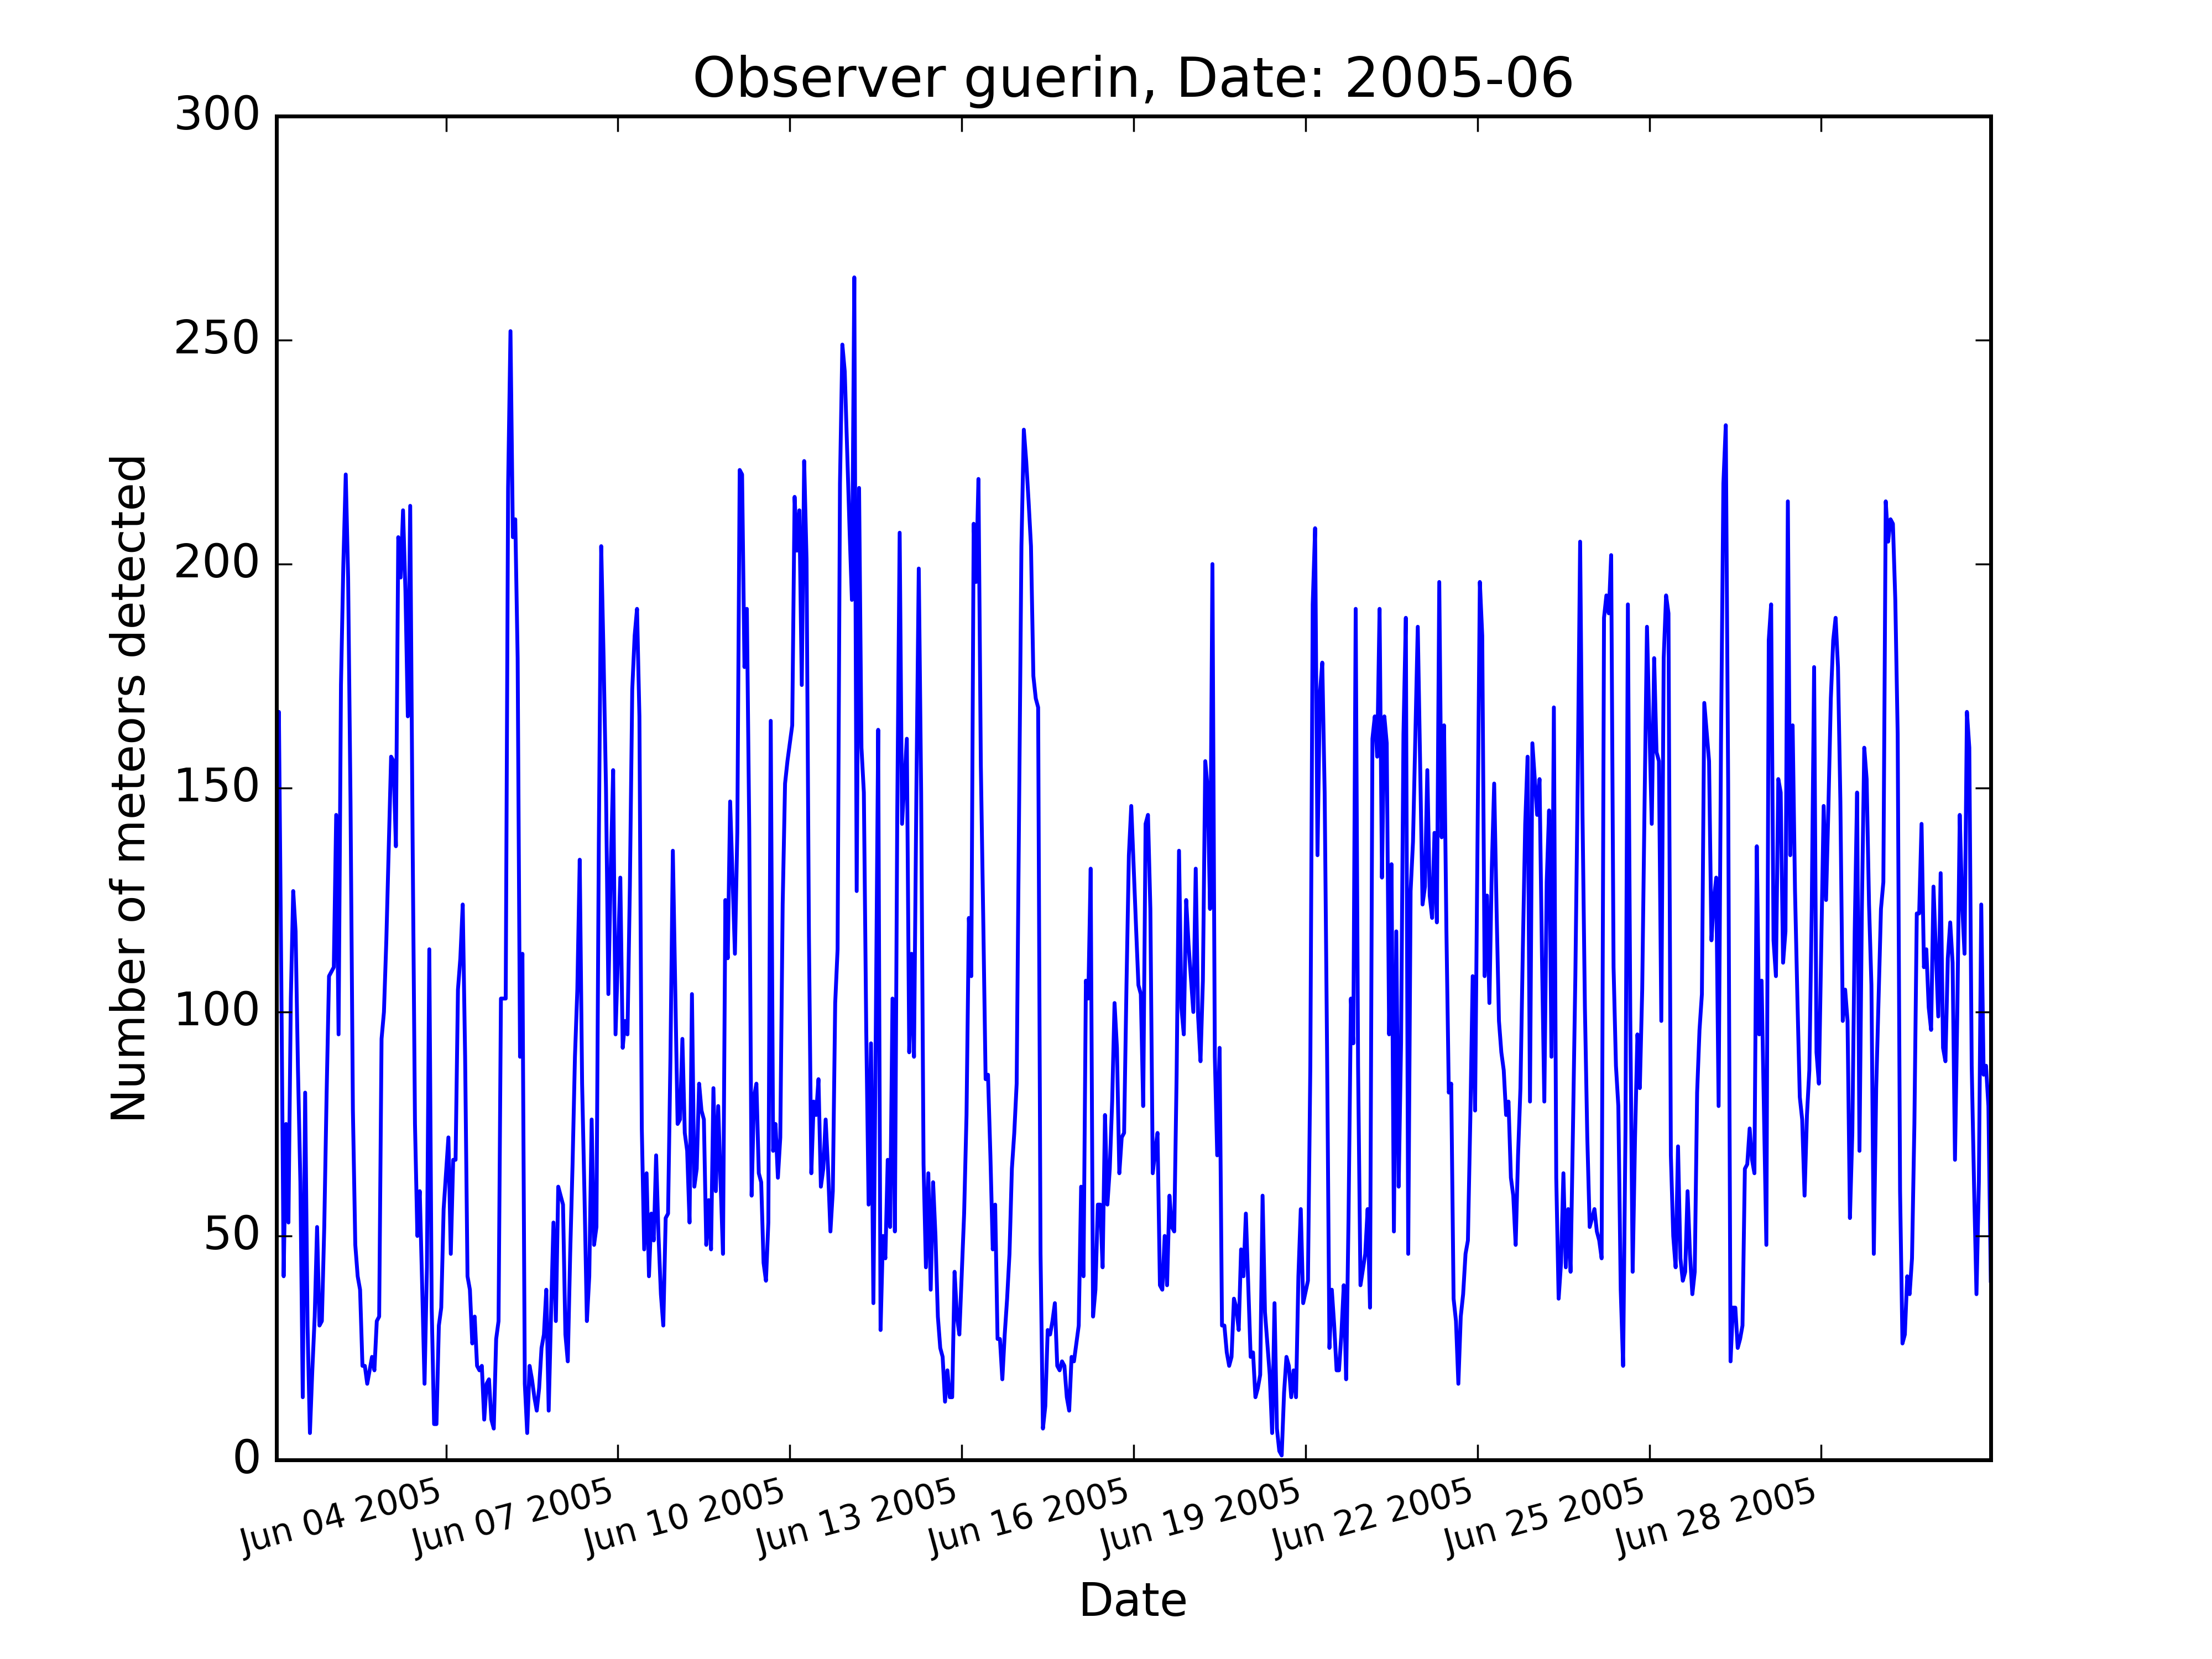 Observer guerin, Date: 2005-06
300
250
200
150
100
50
0
Number of meteors detected
Jun 04 2005
Jun 07 2005
Jun 10 2005
Jun 13 2005
Jun 16 2005
Jun 19 2005
Jun 22 2005
Jun 25 2005
Jun 28 2005
Date